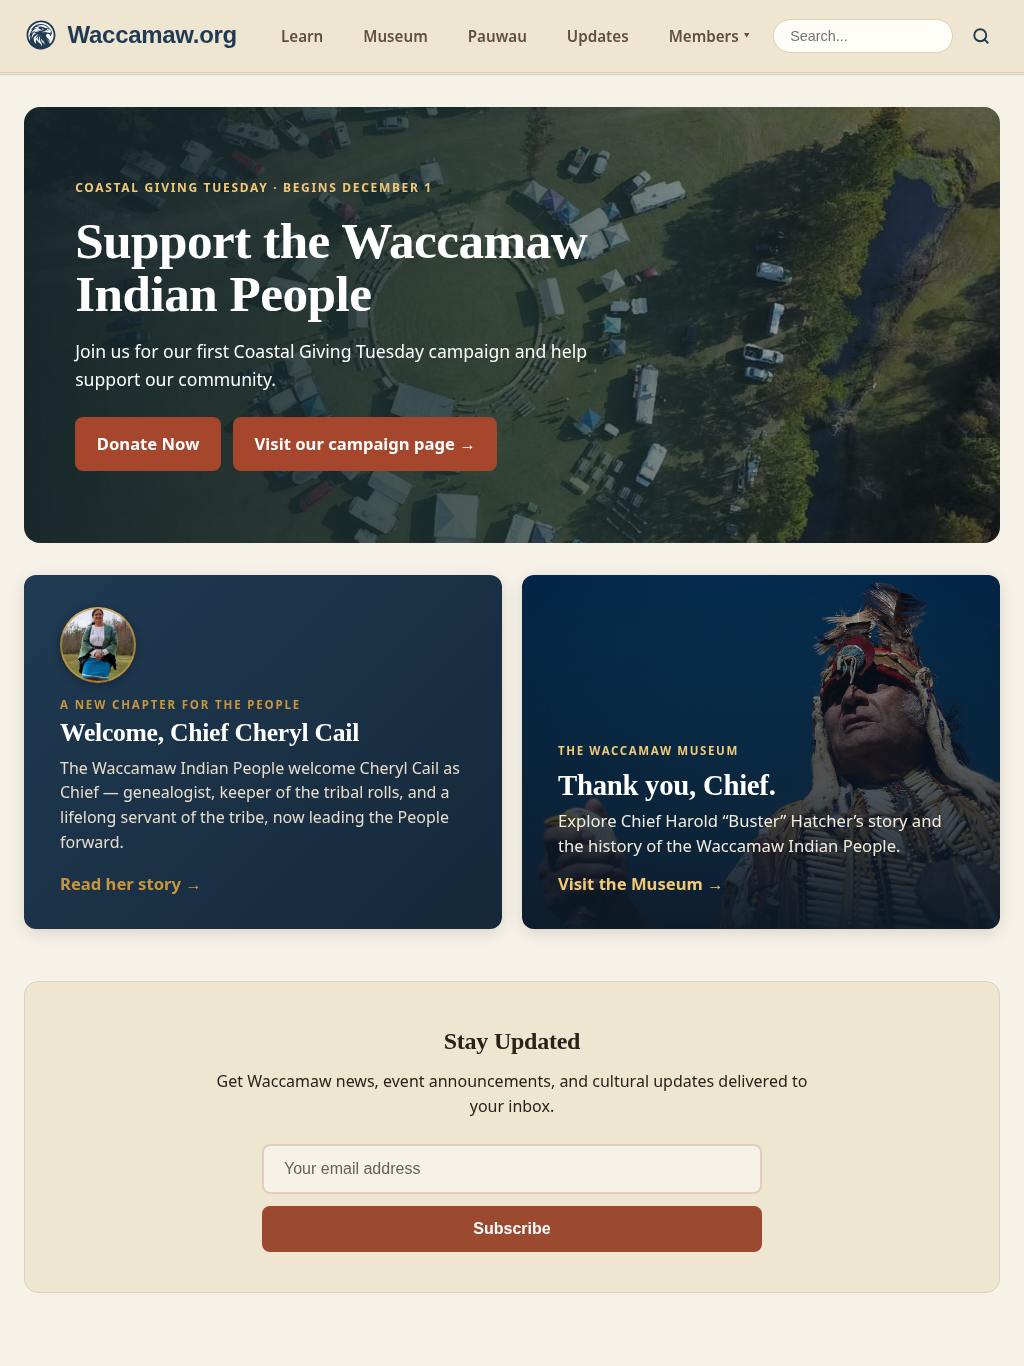 Waccamaw.org
Learn
Museum
Pauwau
Updates
Members ▾
Search...
COASTAL GIVING TUESDAY · BEGINS DECEMBER 1
Support the Waccamaw
Indian People
Join us for our first Coastal Giving Tuesday campaign and help
support our community.
Donate Now
Visit our campaign page →
A NEW CHAPTER FOR THE PEOPLE
Welcome, Chief Cheryl Cail
The Waccamaw Indian People welcome Cheryl Cail as
Chief — genealogist, keeper of the tribal rolls, and a
lifelong servant of the tribe, now leading the People
forward.
Read her story →
THE WACCAMAW MUSEUM
Thank you, Chief.
Explore Chief Harold “Buster” Hatcher’s story and
the history of the Waccamaw Indian People.
Visit the Museum →
Stay Updated
Get Waccamaw news, event announcements, and cultural updates delivered to
your inbox.
Your email address
Subscribe